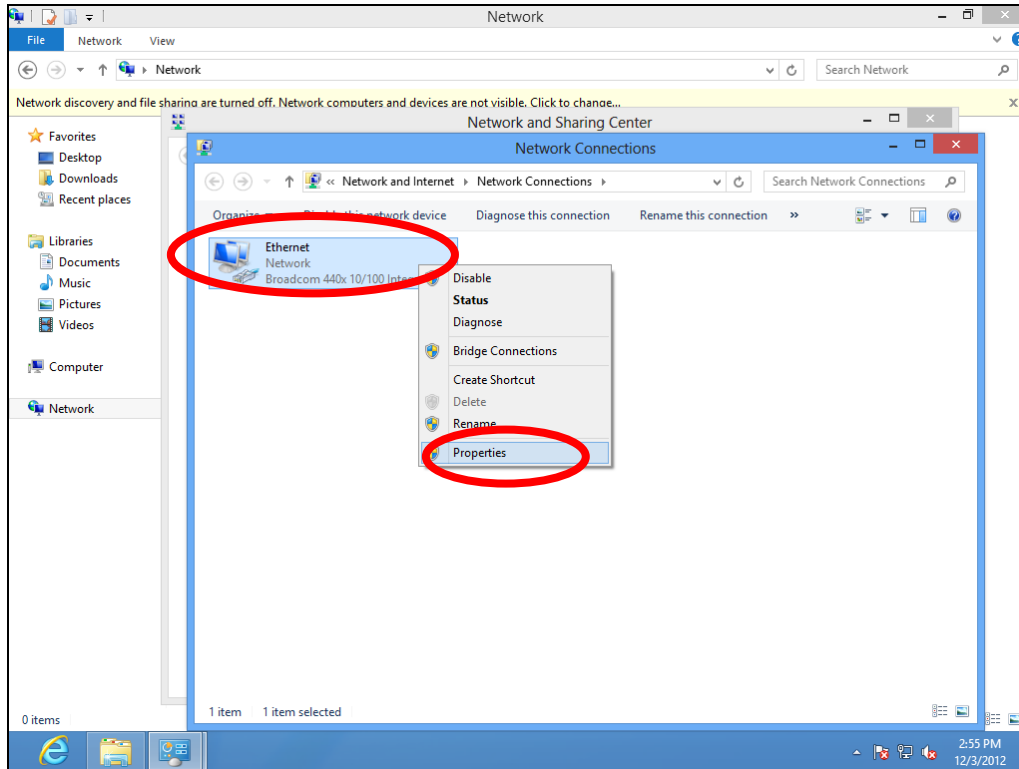 Network
File Network View
Network
Search Network
Network discovery and file sharing are turned off. Network computers and devices are not visible. Click to change...
Favorites
Desktop
Downloads
Recent places
Libraries
Documents
Music
Pictures
Videos
Computer
Network
Network and Sharing Center
Network Connections
« Network and Internet Network Connections
Search Network Connections
Organize this network device Diagnose this connection Rename this connection »
Ethernet
Network
Broadcom 440x 10/100
Disable
Status
Diagnose
Bridge Connections
Create Shortcut
Delete
Rename
Properties
1 item 1 item selected
0 items
2:55 PM
12/3/2012